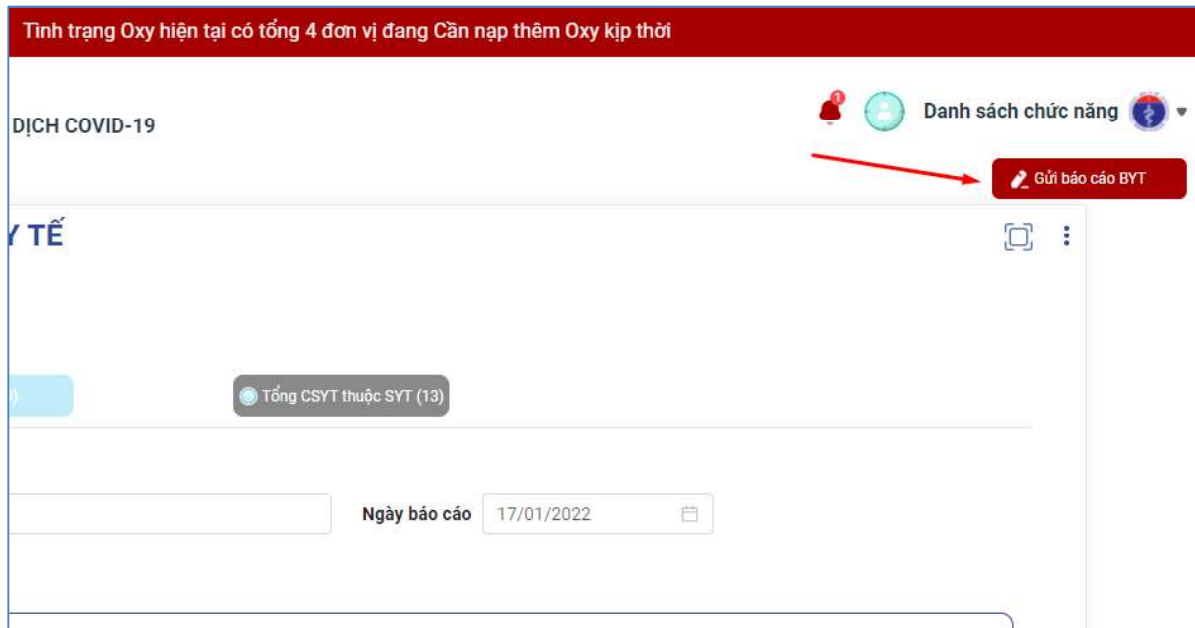 Tình trạng Oxy hiện tại có tổng 4 đơn vị đang Cần nạp thêm Oxy kịp thời
1
DỊCH COVID-19
Danh sách chức năng
Gửi báo cáo BYT
Y TẾ
Tổng CSYT thuộc SYT (13)
Ngày báo cáo
17/01/2022